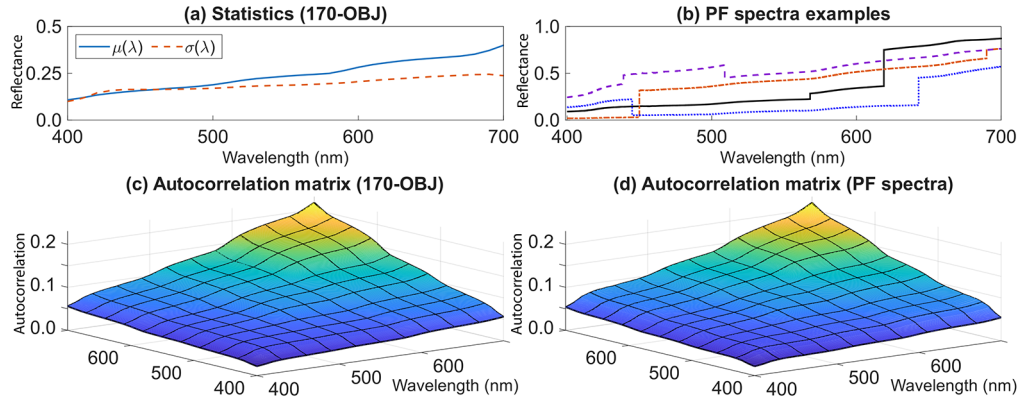 (a) Statistics (170-OBJ)
0.5
0.25
0.0
Reflectance
μ(λ) σ(λ)
400 500 600 700
Wavelength (nm)
(b) PF spectra examples
1.0
0.5
0.0
Reflectance
400 500 600 700
Wavelength (nm)
(c) Autocorrelation matrix (170-OBJ)
0.2
0.1
0.0
Autocorrelation
600
500
400
400
500
600
Wavelength (nm)
(d) Autocorrelation matrix (PF spectra)
0.2
0.1
0.0
Autocorrelation
600
500
400
400
500
600
Wavelength (nm)